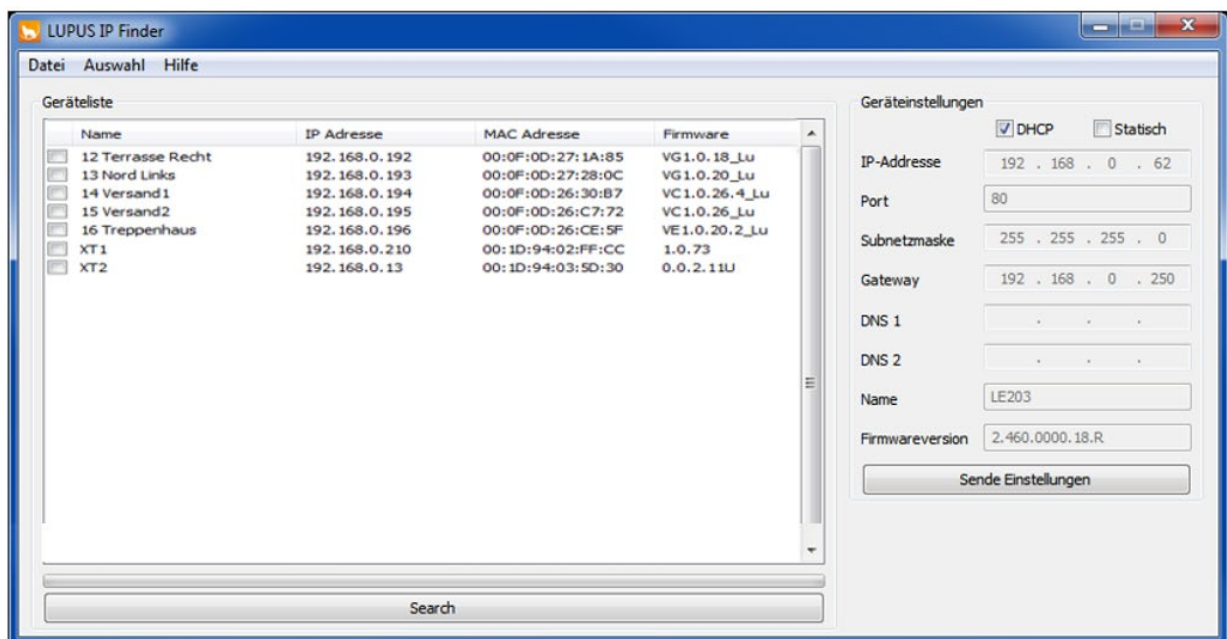 LUPUS IP Finder
Datei Auswahl Hilfe
Geräteliste
Name IP Adresse MAC Adresse Firmware
12 Terrasse Recht 192.168.0.192 00:0F:0D:27:1A:85 VG1.0.18_Lu
13 Nord Links 192.168.0.193 00:0F:0D:27:28:0C VG1.0.20_Lu
14 Versand1 192.168.0.194 00:0F:0D:26:30:B7 VC1.0.26.4_Lu
15 Versand2 192.168.0.195 00:0F:0D:26:C7:72 VC1.0.26_Lu
16 Treppenhaus 192.168.0.196 00:0F:0D:26:CE:5F VE1.0.20.2_Lu
XT1 192.168.0.210 00:1D:94:02:FF:CC 1.0.73
XT2 192.168.0.13 00:1D:94:03:5D:30 0.0.2.11U
Search
Geräteinstellungen
DHCP Statisch
IP-Addresse 192 . 168 . 0 . 62
Port 80
Subnetzmaske 255 . 255 . 255 . 0
Gateway 192 . 168 . 0 . 250
DNS 1 . . .
DNS 2 . . .
Name LE203
Firmwareversion 2.460.0000.18.R
Sende Einstellungen